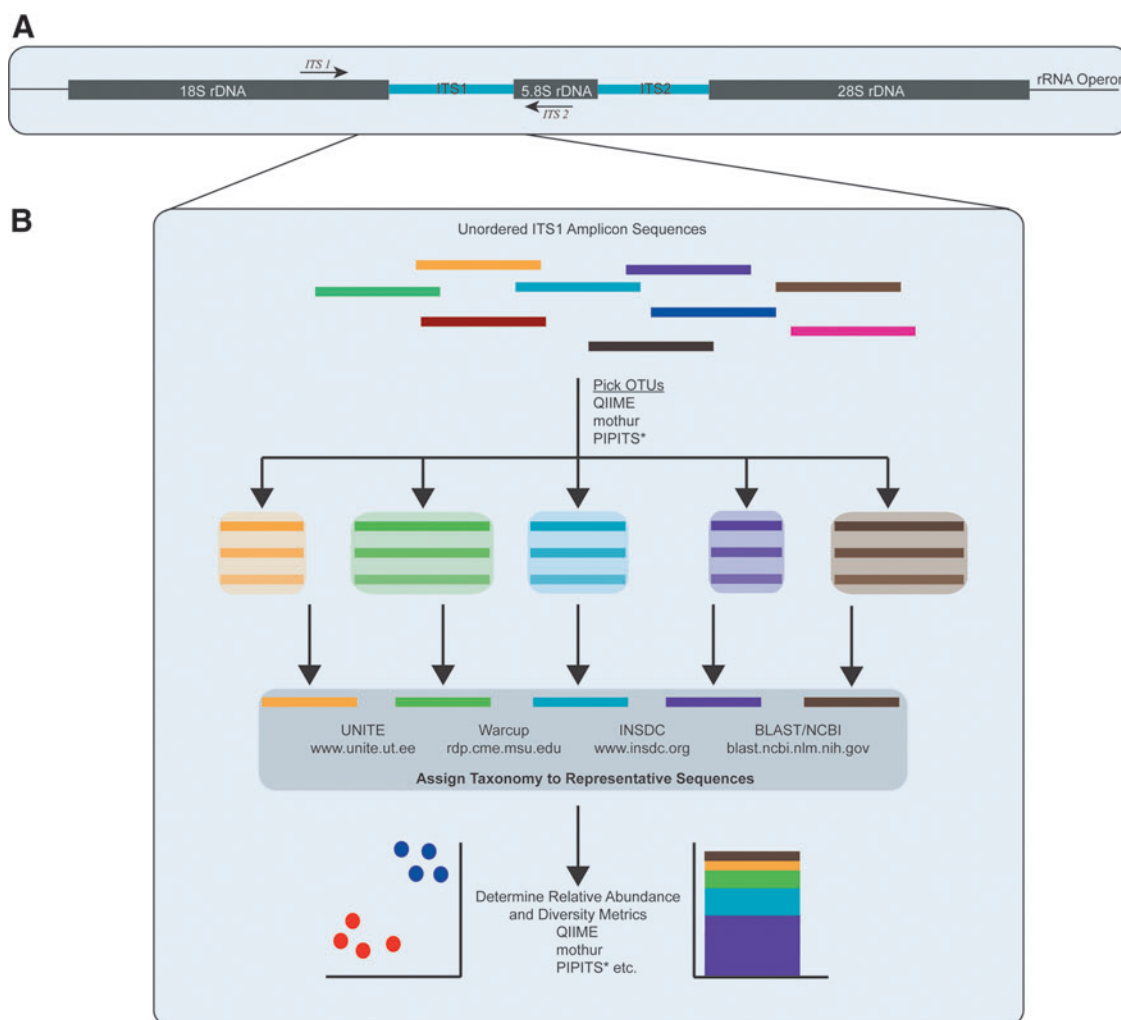 A
ITS 1
18S rDNA
ITS1
5.8S rDNA
ITS2
28S rDNA
rRNA Operon
ITS 2
B
Unordered ITS1 Amplicon Sequences
Pick OTUs
QIIME
mothur
PIPITS*
UNITE
www.unite.ut.ee
Warcup
rdp.cme.msu.edu
INSDC
www.insdc.org
BLAST/NCBI
blast.ncbi.nlm.nih.gov
Assign Taxonomy to Representative Sequences
Determine Relative Abundance
and Diversity Metrics
QIIME
mothur
PIPITS* etc.